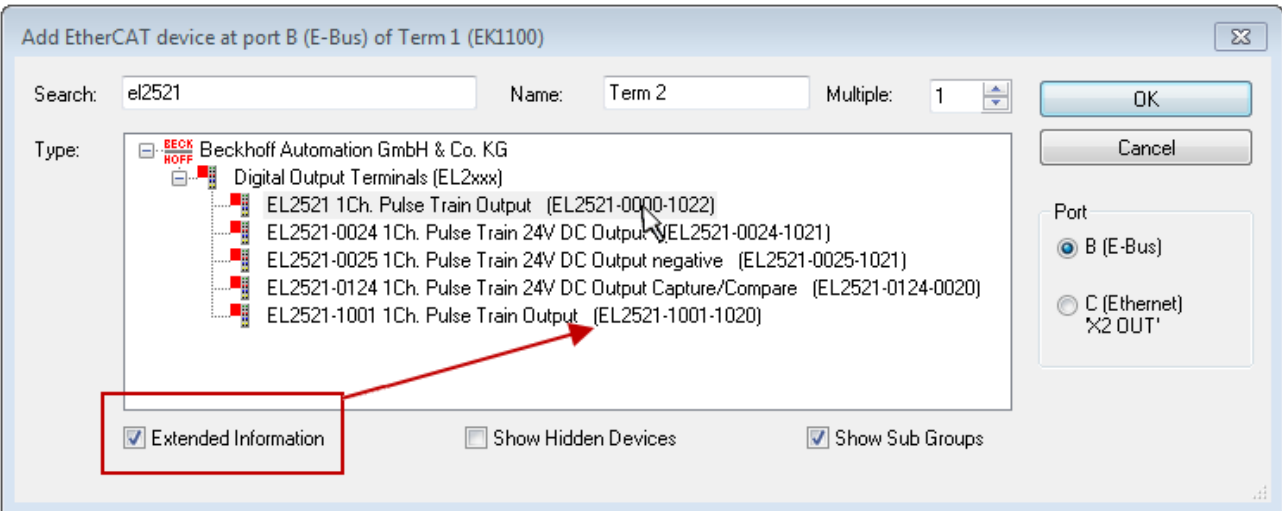 Add EtherCAT device at port B (E-Bus) of Term 1 (EK1100)
Search: el2521 Name: Term 2 Multiple: 1 OK
Type: BECKHOFF Beckhoff Automation GmbH & Co. KG Cancel
Digital Output Terminals (EL2xxx)
EL2521 1Ch. Pulse Train Output (EL2521-0000-1022) Port
EL2521-0024 1Ch. Pulse Train 24V DC Output (EL2521-0024-1021)
EL2521-0025 1Ch. Pulse Train 24V DC Output negative (EL2521-0025-1021) B (E-Bus)
EL2521-0124 1Ch. Pulse Train 24V DC Output Capture/Compare (EL2521-0124-0020)
EL2521-1001 1Ch. Pulse Train Output (EL2521-1001-1020) C (Ethernet)
'X2 OUT'
Extended Information Show Hidden Devices Show Sub Groups